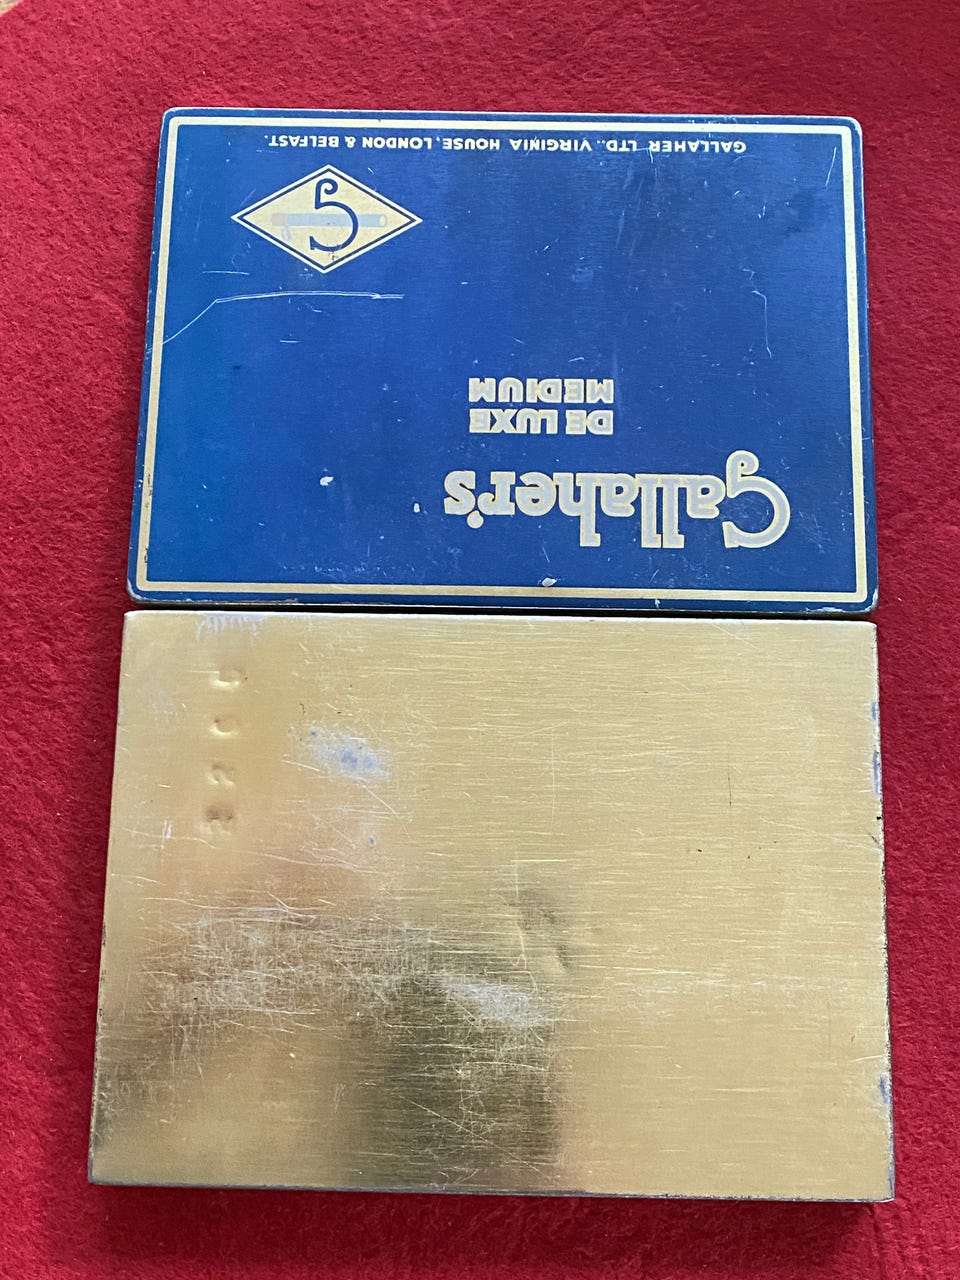 Gallaher's
DE LUXE
MEDIUM
G
GALLAHER LTD., VIRGINIA HOUSE, LONDON & BELFAST.